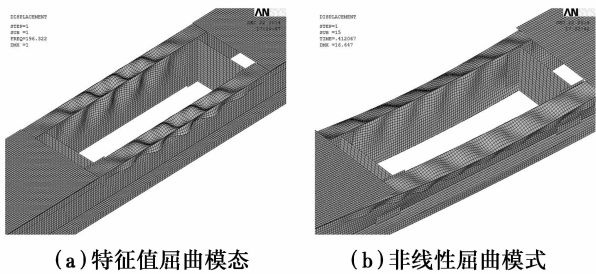 DISPLACEMENT
STEP=1
SUB =1
FREQ=196.322
DMX =1
AN
DISPLACEMENT
STEP=1
SUB =15
TIME=.412087
DMX =16.647
AN
(a)特征值屈曲模态
(b)非线性屈曲模式